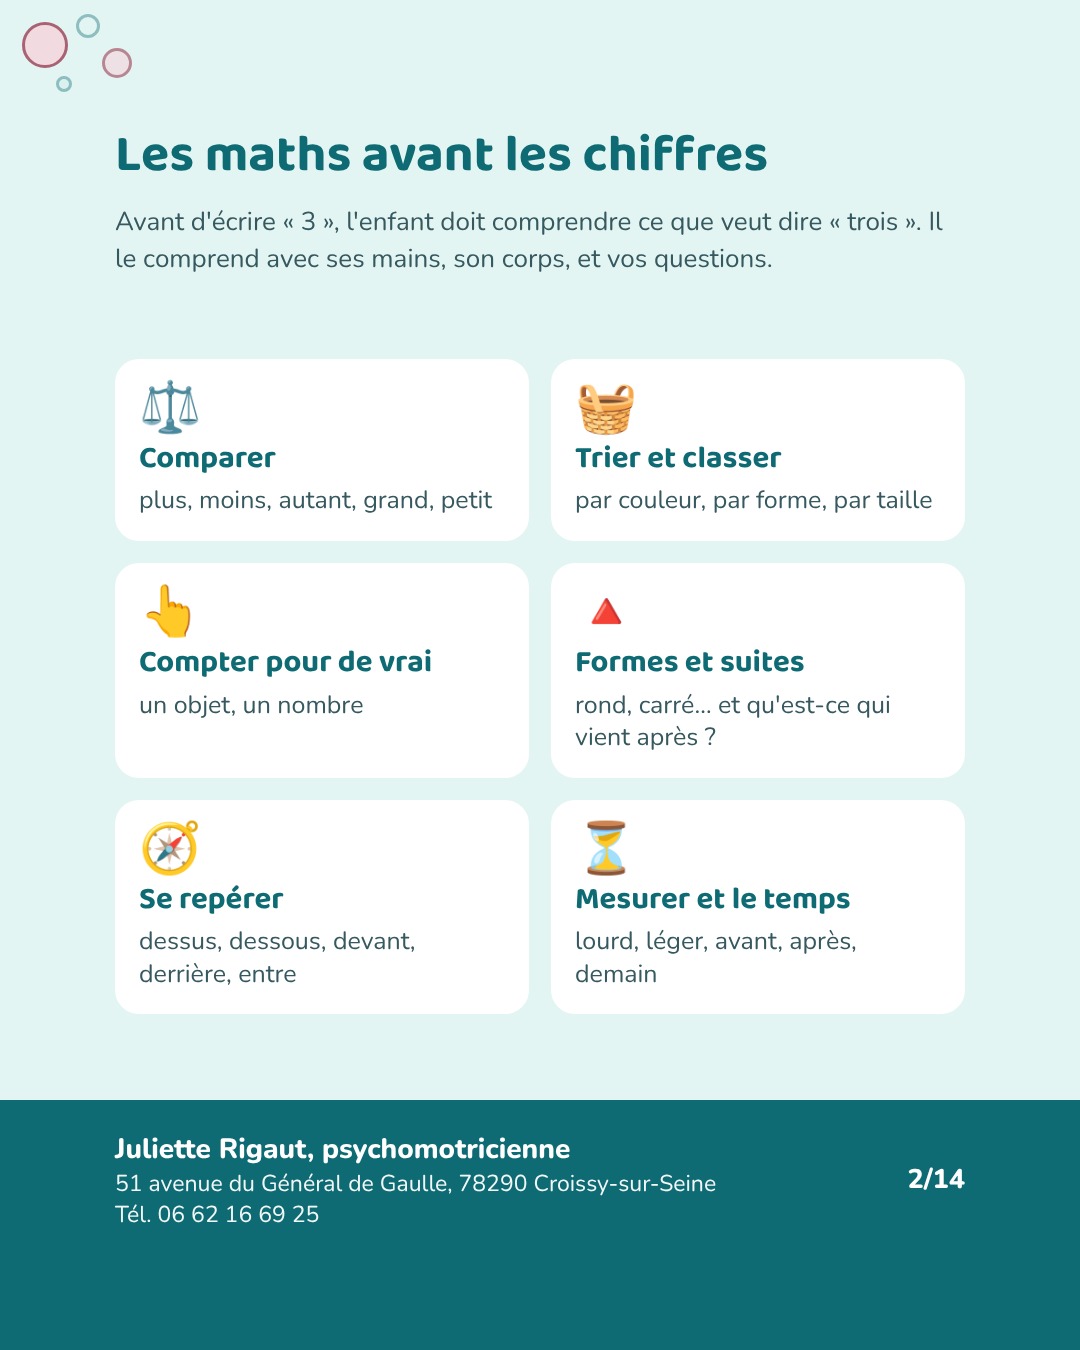 Les maths avant les chiffres
Avant d'écrire « 3 », l'enfant doit comprendre ce que veut dire « trois ». Il
le comprend avec ses mains, son corps, et vos questions.
Comparer
plus, moins, autant, grand, petit
Trier et classer
par couleur, par forme, par taille
Compter pour de vrai
un objet, un nombre
Formes et suites
rond, carré... et qu'est-ce qui
vient après ?
Se repérer
dessus, dessous, devant,
derrière, entre
Mesurer et le temps
lourd, léger, avant, après,
demain
Juliette Rigaut, psychomotricienne
51 avenue du Général de Gaulle, 78290 Croissy-sur-Seine
Tél. 06 62 16 69 25
2/14